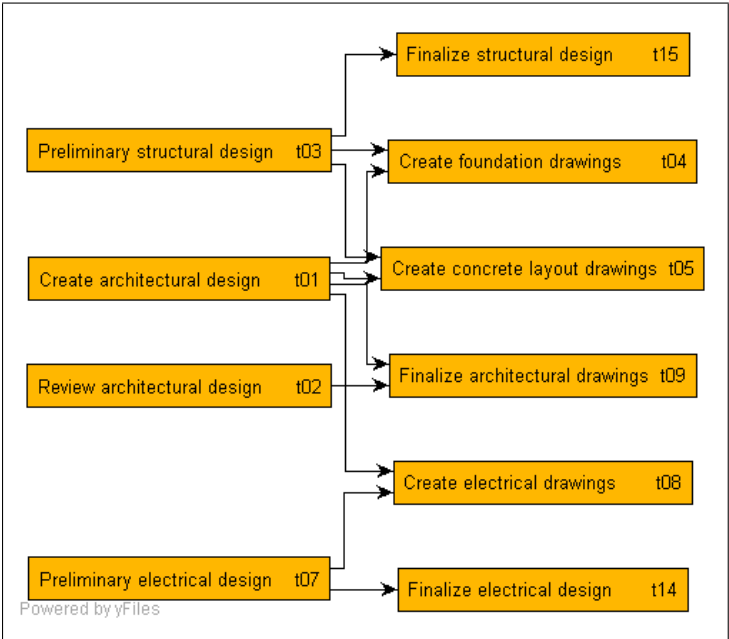 Finalize structural design t15
Preliminary structural design t03
Create foundation drawings t04
Create architectural design t01
Create concrete layout drawings t05
Review architectural design t02
Finalize architectural drawings t09
Create electrical drawings t08
Preliminary electrical design t07
Finalize electrical design t14
Powered by yFiles